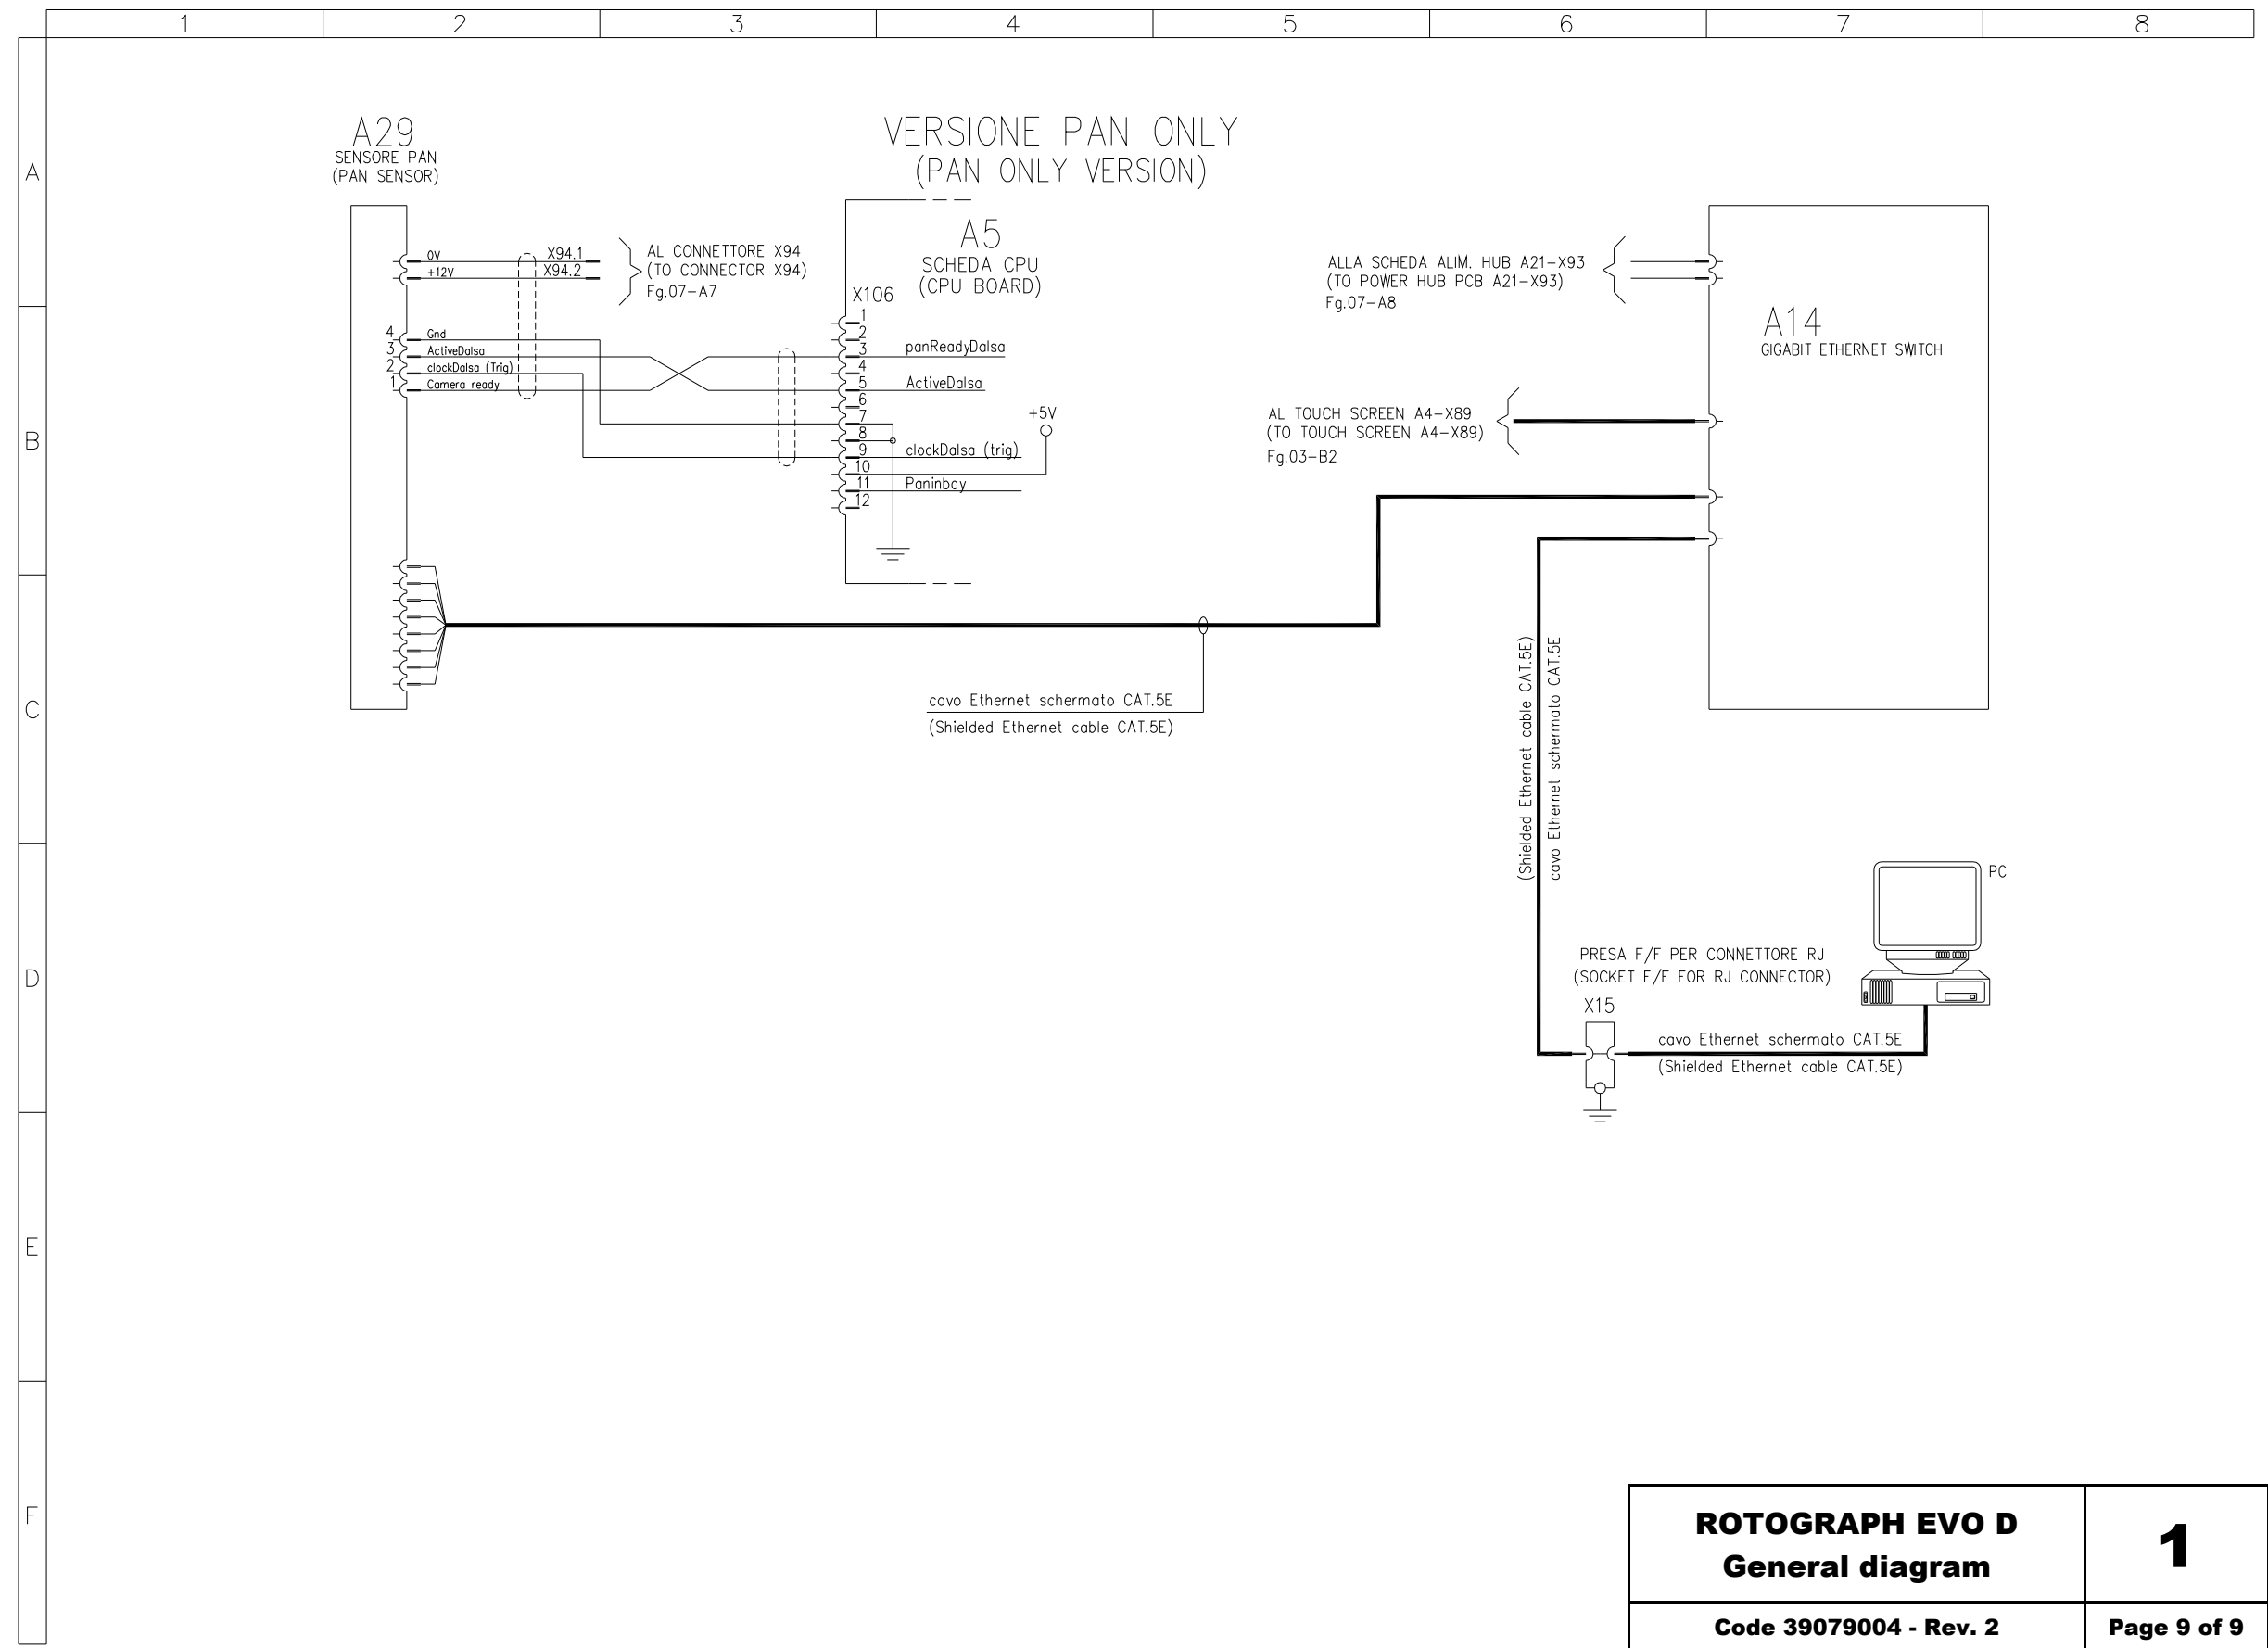 1 2 3 4 5 6 7 8
A
B
C
D
E
F
A29
SENSORE PAN
(PAN SENSOR)
0V
+12V
X94.1
X94.2
AL CONNETTORE X94
(TO CONNECTOR X94)
Fg.07-A7
4 Gnd
3 ActiveDalsa
2 clockDalsa (Trig)
1 Camera ready
VERSIONE PAN ONLY
(PAN ONLY VERSION)
A5
SCHEDA CPU
(CPU BOARD)
X106
1
2
3 panReadyDalsa
4
5 ActiveDalsa
6
7
8
9 clockDalsa (trig)
10
11 Paninbay
12
+5V
cavo Ethernet schermato CAT.5E
(Shielded Ethernet cable CAT.5E)
ALLA SCHEDA ALIM. HUB A21-X93
(TO POWER HUB PCB A21-X93)
Fg.07-A8
AL TOUCH SCREEN A4-X89
(TO TOUCH SCREEN A4-X89)
Fg.03-B2
A14
GIGABIT ETHERNET SWITCH
(Shielded Ethernet cable CAT.5E)
cavo Ethernet schermato CAT.5E
PC
PRESA F/F PER CONNETTORE RJ
(SOCKET F/F FOR RJ CONNECTOR)
X15
cavo Ethernet schermato CAT.5E
(Shielded Ethernet cable CAT.5E)
ROTOGRAPH EVO D
General diagram
1
Code 39079004 - Rev. 2
Page 9 of 9